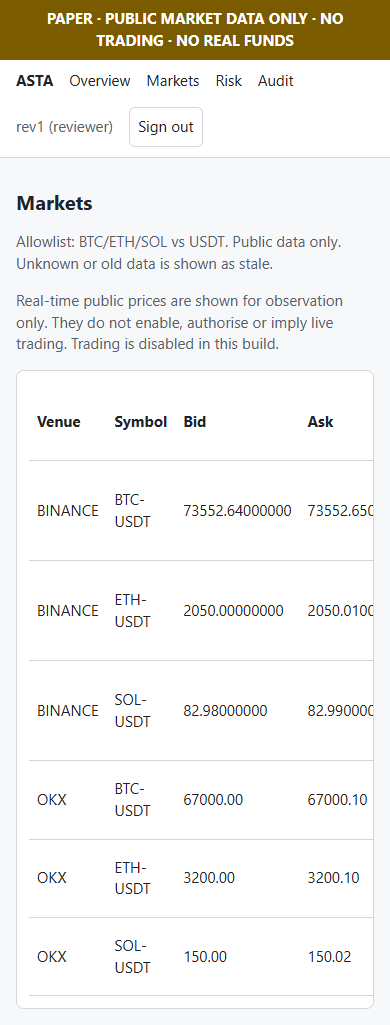 PAPER · PUBLIC MARKET DATA ONLY · NO
TRADING · NO REAL FUNDS
ASTA Overview Markets Risk Audit
rev1 (reviewer) Sign out
Markets
Allowlist: BTC/ETH/SOL vs USDT. Public data only.
Unknown or old data is shown as stale.
Real-time public prices are shown for observation
only. They do not enable, authorise or imply live
trading. Trading is disabled in this build.
Venue Symbol Bid Ask
BINANCE BTC-USDT 73552.64000000 73552.650
BINANCE ETH-USDT 2050.00000000 2050.0100
BINANCE SOL-USDT 82.98000000 82.990000
OKX BTC-USDT 67000.00 67000.10
OKX ETH-USDT 3200.00 3200.10
OKX SOL-USDT 150.00 150.02